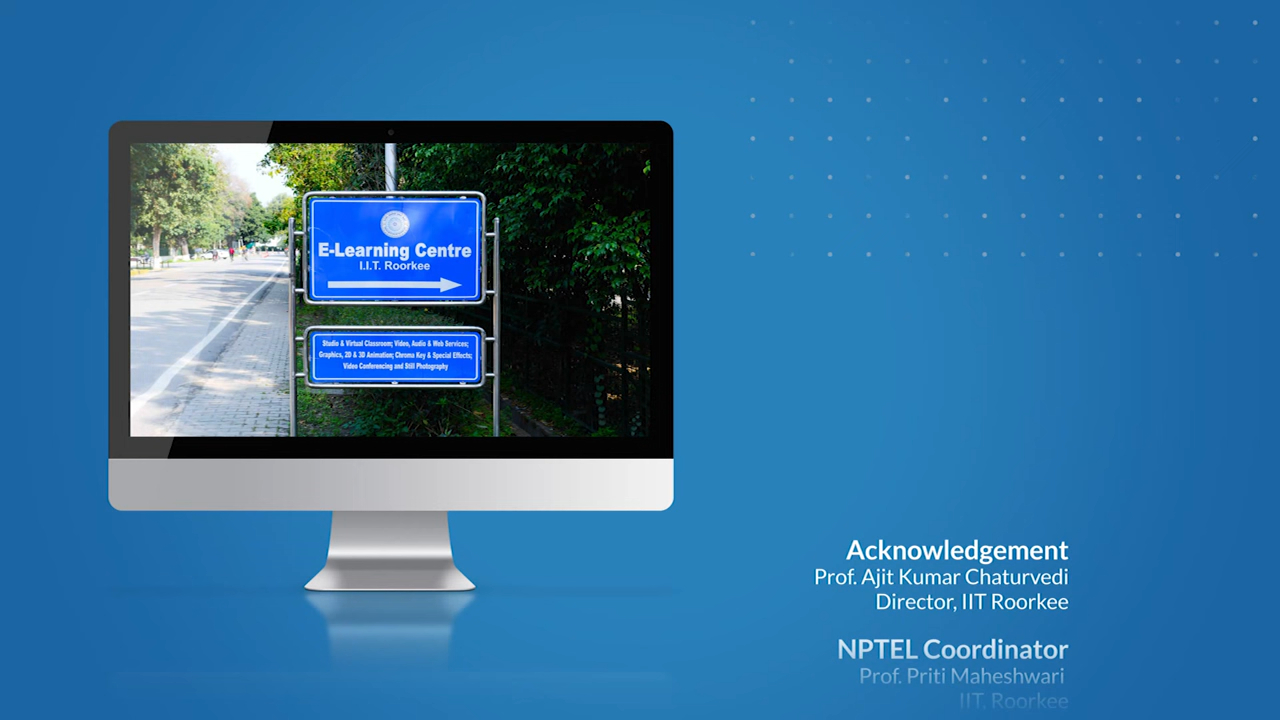 E-Learning Centre
I.I.T. Roorkee
Studio & Virtual Classroom; Video, Audio & Web Services;
Graphics, 2D & 3D Animation; Chroma Key & Special Effects;
Video Conferencing and Still Photography
Acknowledgement
Prof. Ajit Kumar Chaturvedi
Director, IIT Roorkee
NPTEL Coordinator
Prof. Priti Maheshwari
IIT, Roorkee